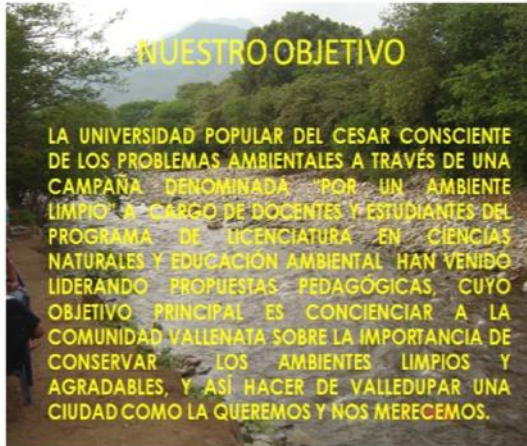 NUESTRO OBJETIVO
LA UNIVERSIDAD POPULAR DEL CESAR CONSCIENTE
DE LOS PROBLEMAS AMBIENTALES A TRAVÉS DE UNA
CAMPAÑA DENOMINADA "POR UN AMBIENTE
LIMPIO" A CARGO DE DOCENTES Y ESTUDIANTES DEL
PROGRAMA DE LICENCIATURA EN CIENCIAS
NATURALES Y EDUCACIÓN AMBIENTAL HAN VENIDO
LIDERANDO PROPUESTAS PEDAGÓGICAS, CUYO
OBJETIVO PRINCIPAL ES CONCIENCIAR A LA
COMUNIDAD VALLENATA SOBRE LA IMPORTANCIA DE
CONSERVAR LOS AMBIENTES LIMPIOS Y
AGRADABLES, Y ASÍ HACER DE VALLEDUPAR UNA
CIUDAD COMO LA QUEREMOS Y NOS MERECEMOS.